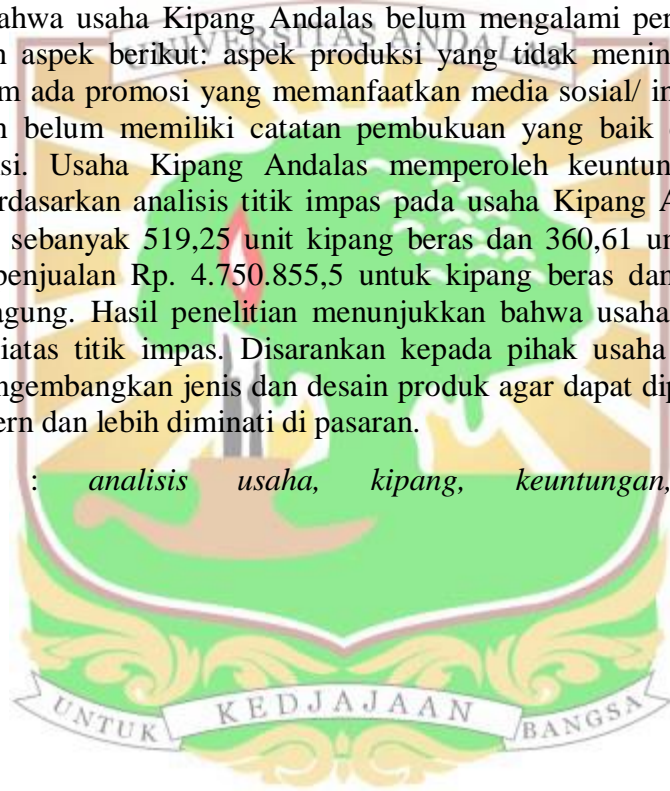 UNIVERSITAS ANDALAS
ahwa usaha Kipang Andalas belum mengalami per
n aspek berikut: aspek produksi yang tidak menin
m ada promosi yang memanfaatkan media sosial/ in
n belum memiliki catatan pembukuan yang baik
si. Usaha Kipang Andalas memperoleh keuntun
erdasarkan analisis titik impas pada usaha Kipang A
sebanyak 519,25 unit kipang beras dan 360,61 un
penjualan Rp. 4.750.855,5 untuk kipang beras dan
agung. Hasil penelitian menunjukkan bahwa usaha
iatas titik impas. Disarankan kepada pihak usaha
ngembangkan jenis dan desain produk agar dapat dip
ern dan lebih diminati di pasaran.
: analisis usaha, kipang, keuntungan,
UNTUK KEDJAJAAN BANGSA